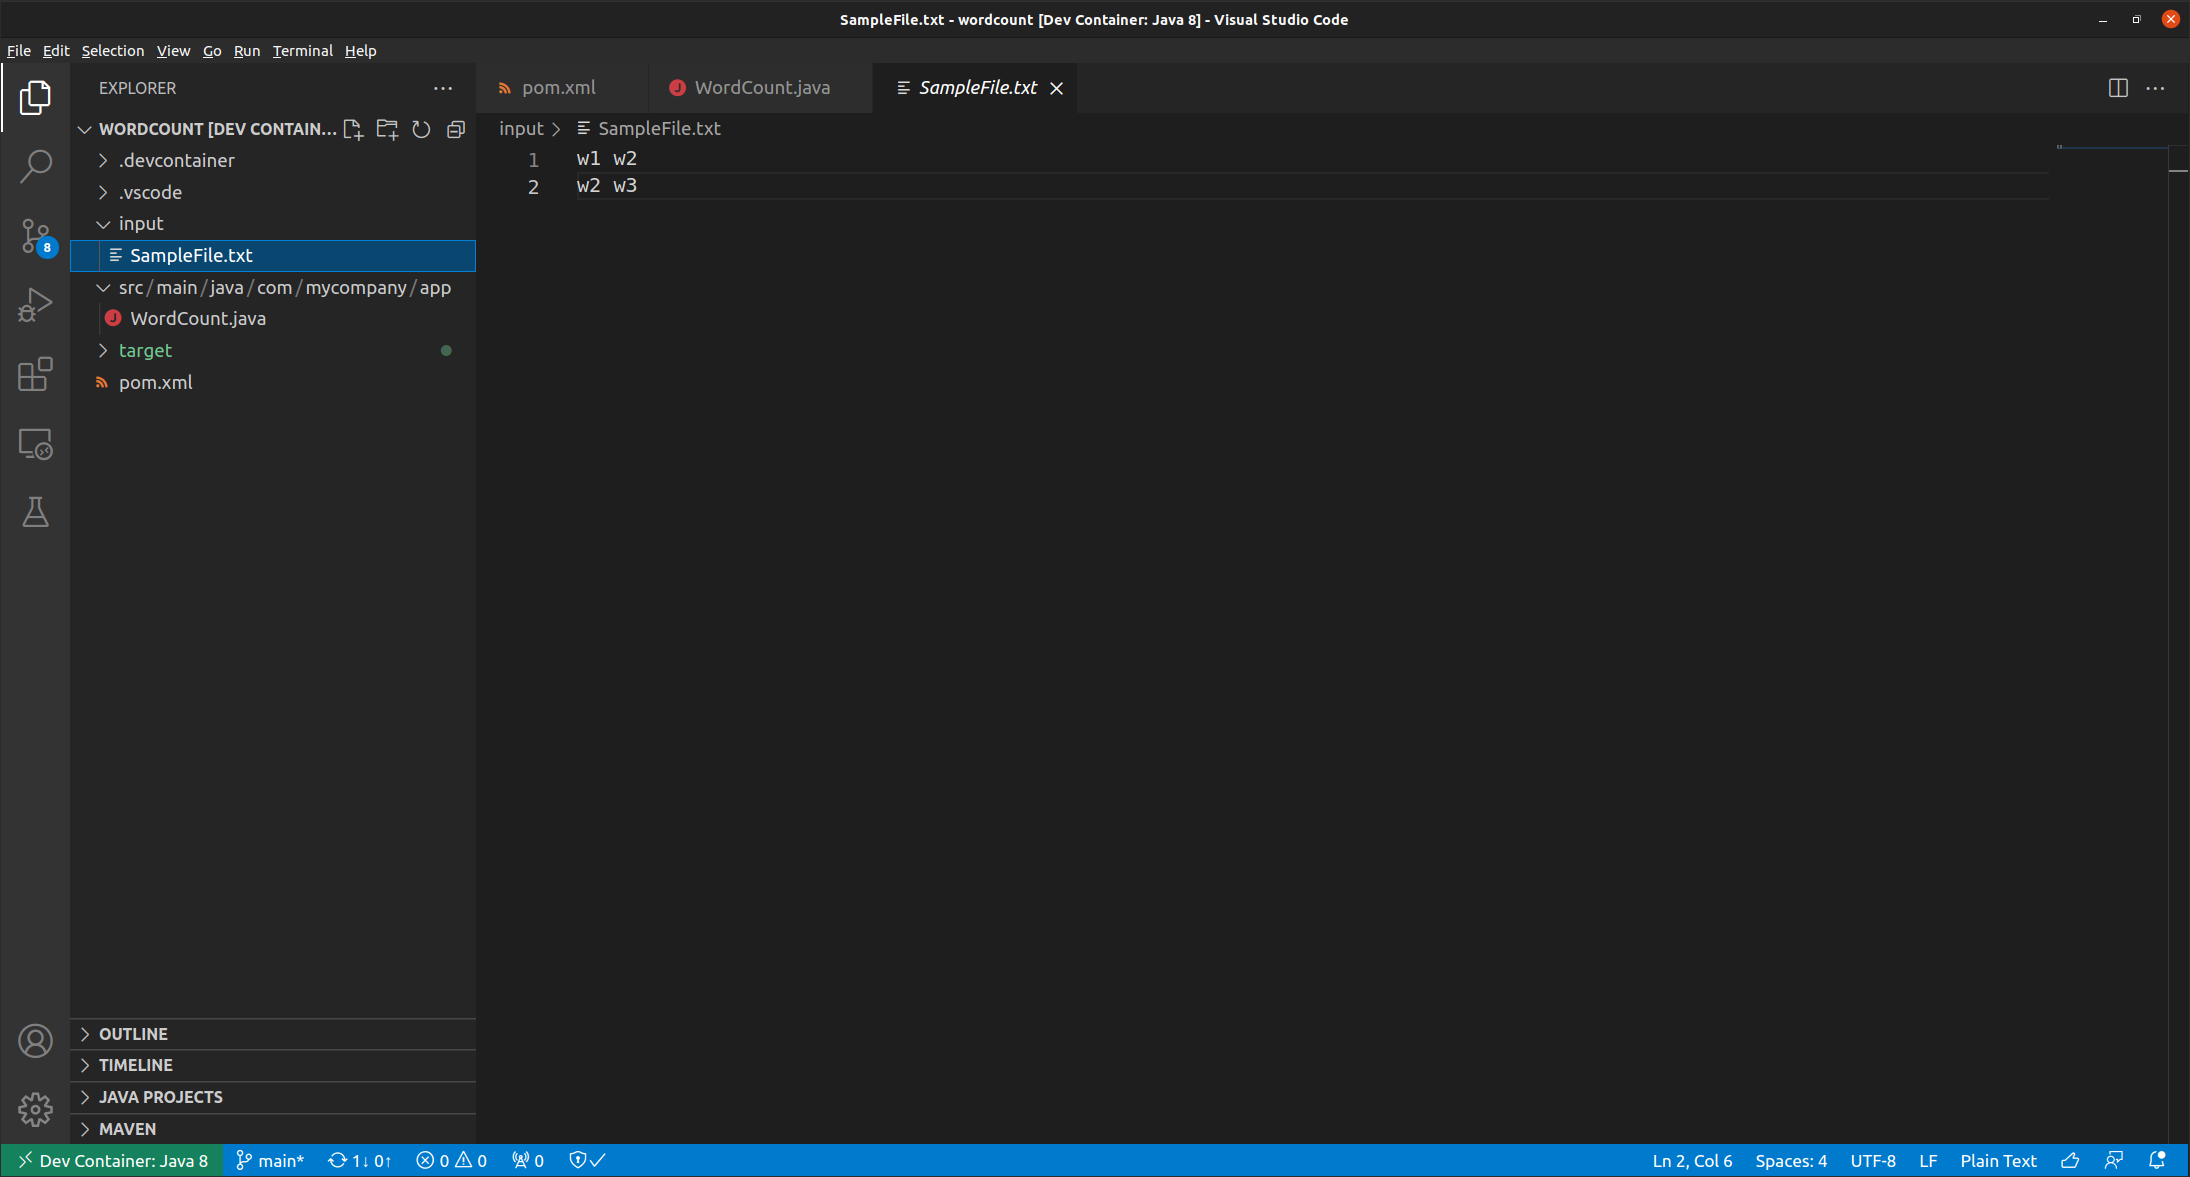 SampleFile.txt - wordcount [Dev Container: Java 8] - Visual Studio Code
File Edit Selection View Go Run Terminal Help
EXPLORER
WORDCOUNT [DEV CONTAIN...
.devcontainer
.vscode
input
SampleFile.txt
src/main/java/com/mycompany/app
WordCount.java
target
pom.xml
OUTLINE
TIMELINE
JAVA PROJECTS
MAVEN
8
pom.xml WordCount.java SampleFile.txt
input > SampleFile.txt
1 w1 w2
2 w2 w3
Dev Container: Java 8 main* 1↓ 0↑ 0 0 0 Ln 2, Col 6 Spaces: 4 UTF-8 LF Plain Text